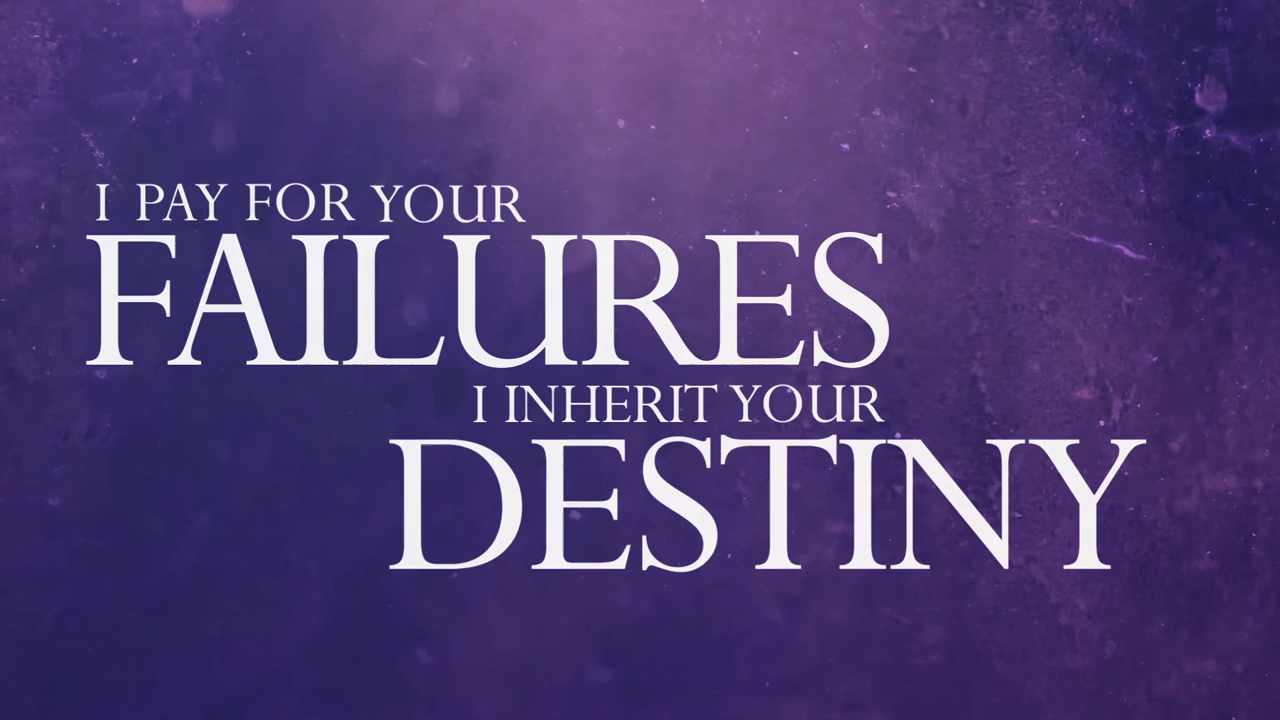 I PAY FOR YOUR
FAILURES
I INHERIT YOUR
DESTINY